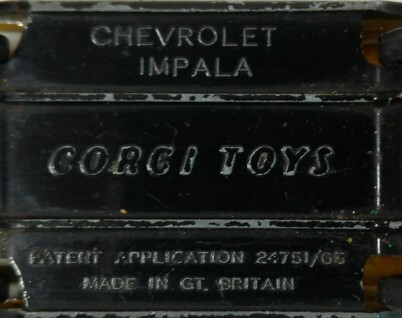 CHEVROLET
IMPALA
CORGI TOYS
PATENT APPLICATION 24751/65
MADE IN GT. BRITAIN